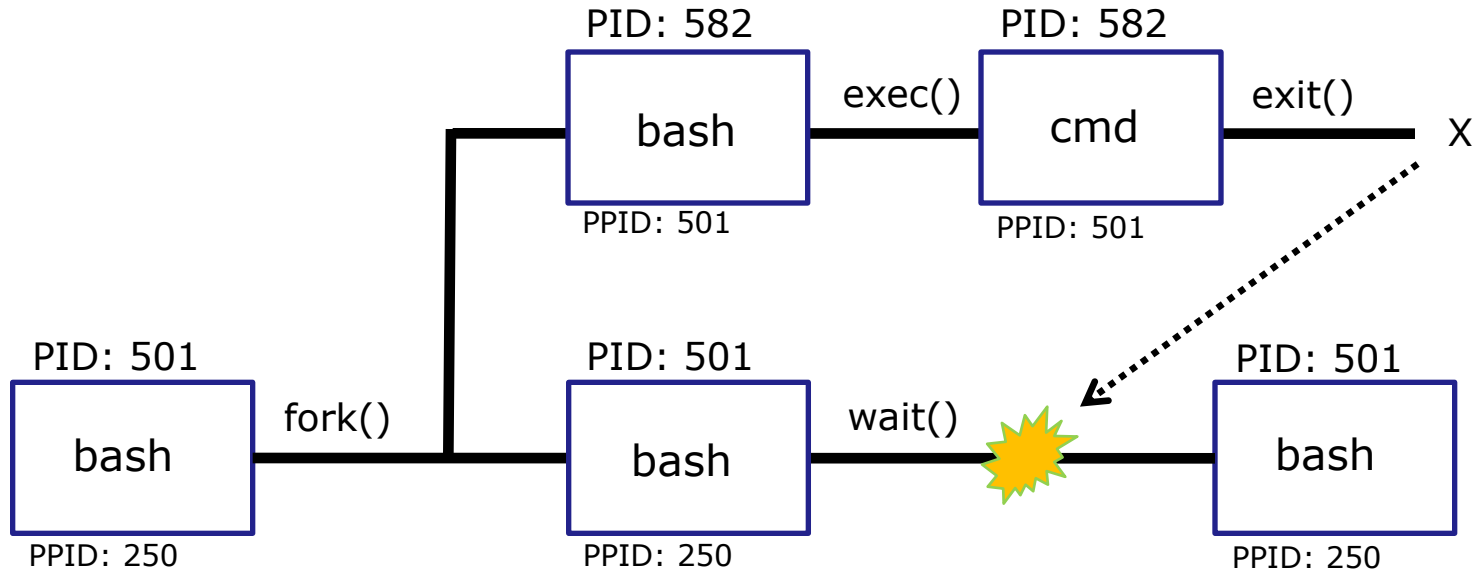 PID: 582
PID: 582
bash
exec()
cmd
exit()
X
PPID: 501
PPID: 501
PID: 501
PID: 501
PID: 501
bash
fork()
bash
wait()
bash
PPID: 250
PPID: 250
PPID: 250